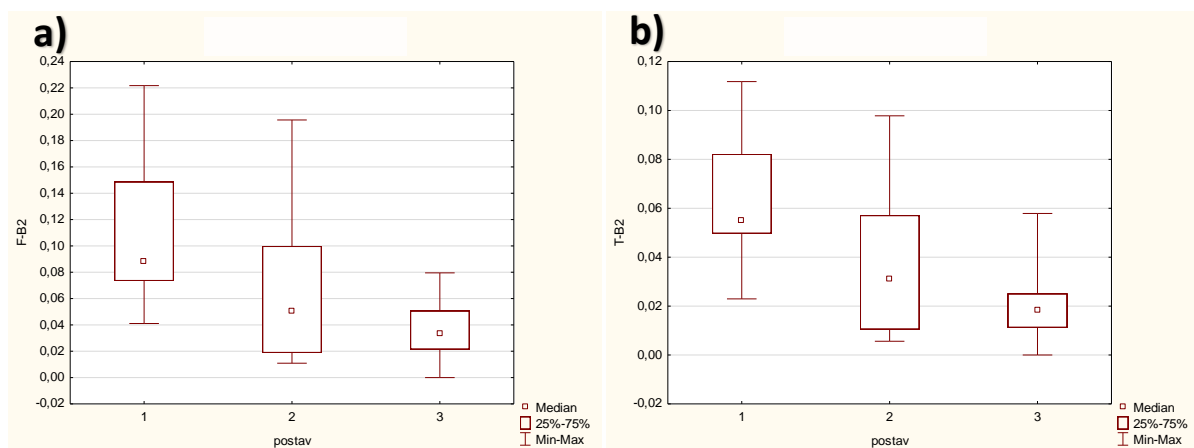 a)
0,24
0,22
0,20
0,18
0,16
0,14
0,12
0,10
0,08
0,06
0,04
0,02
0,00
-0,02
F-B2
1 2 3
postav
Median
25%-75%
Min-Max
b)
0,12
0,10
0,08
0,06
0,04
0,02
0,00
-0,02
T-B2
1 2 3
postav
Median
25%-75%
Min-Max